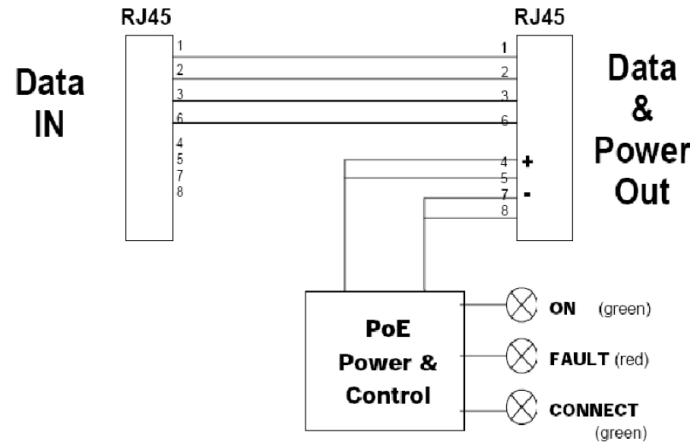 RJ45
RJ45
Data
IN
1
2
3
6
4
5
7
8
1
2
3
6
4 +
5
7 -
8
Data
&
Power
Out
PoE
Power &
Control
ON (green)
FAULT (red)
CONNECT
(green)